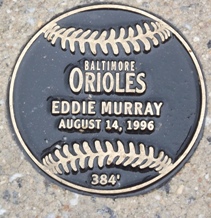 BALTIMORE
ORIOLES
EDDIE MURRAY
AUGUST 14, 1996
384'